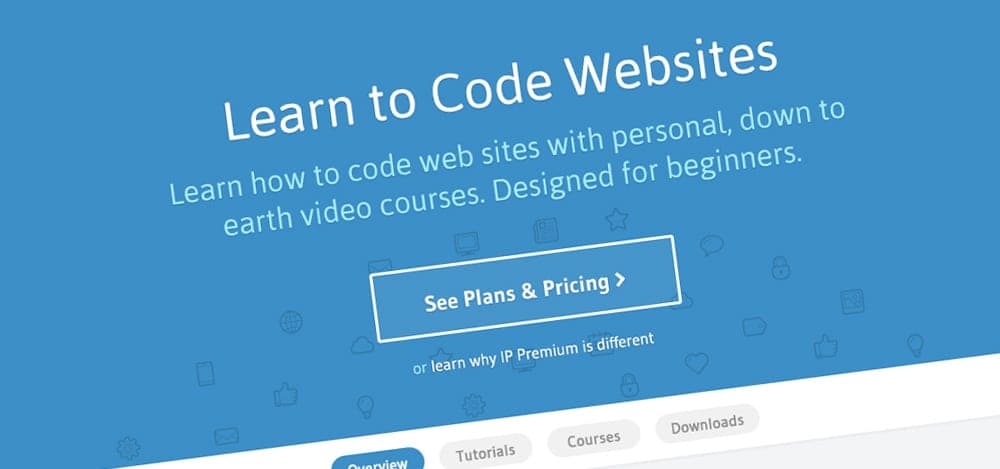 Learn to Code Websites
Learn how to code web sites with personal, down to
earth video courses. Designed for beginners.
See Plans & Pricing >
or learn why IP Premium is different
Overview
Tutorials
Courses
Downloads